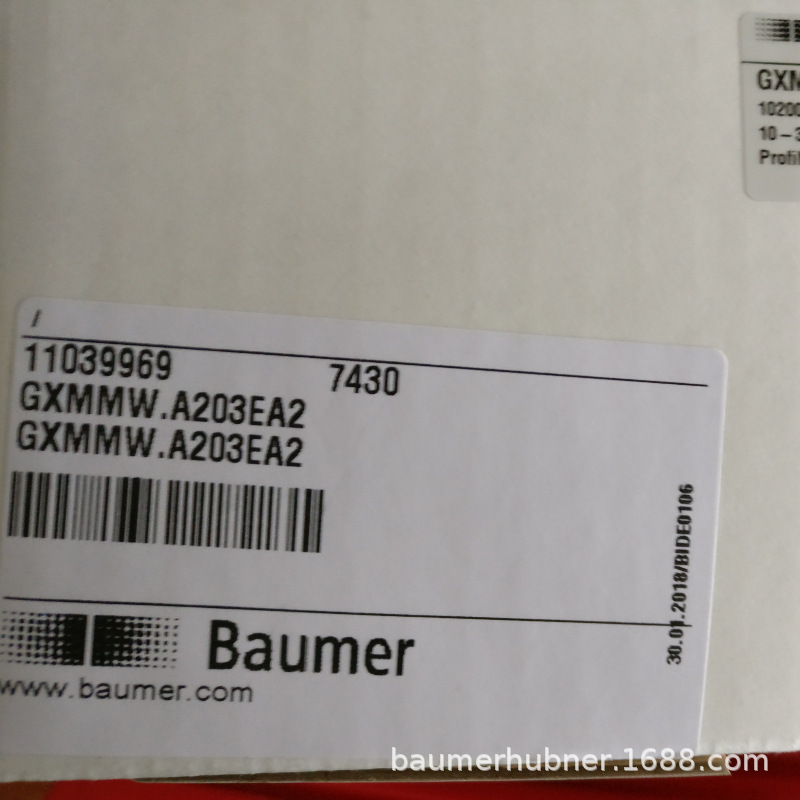 GXM
10200
10-3
Profi
/
11039969 7430
GXMMW.A203EA2
GXMMW.A203EA2
30.01.2018/BIDE0106
Baumer
www.baumer.com
baumerhubner.1688.com